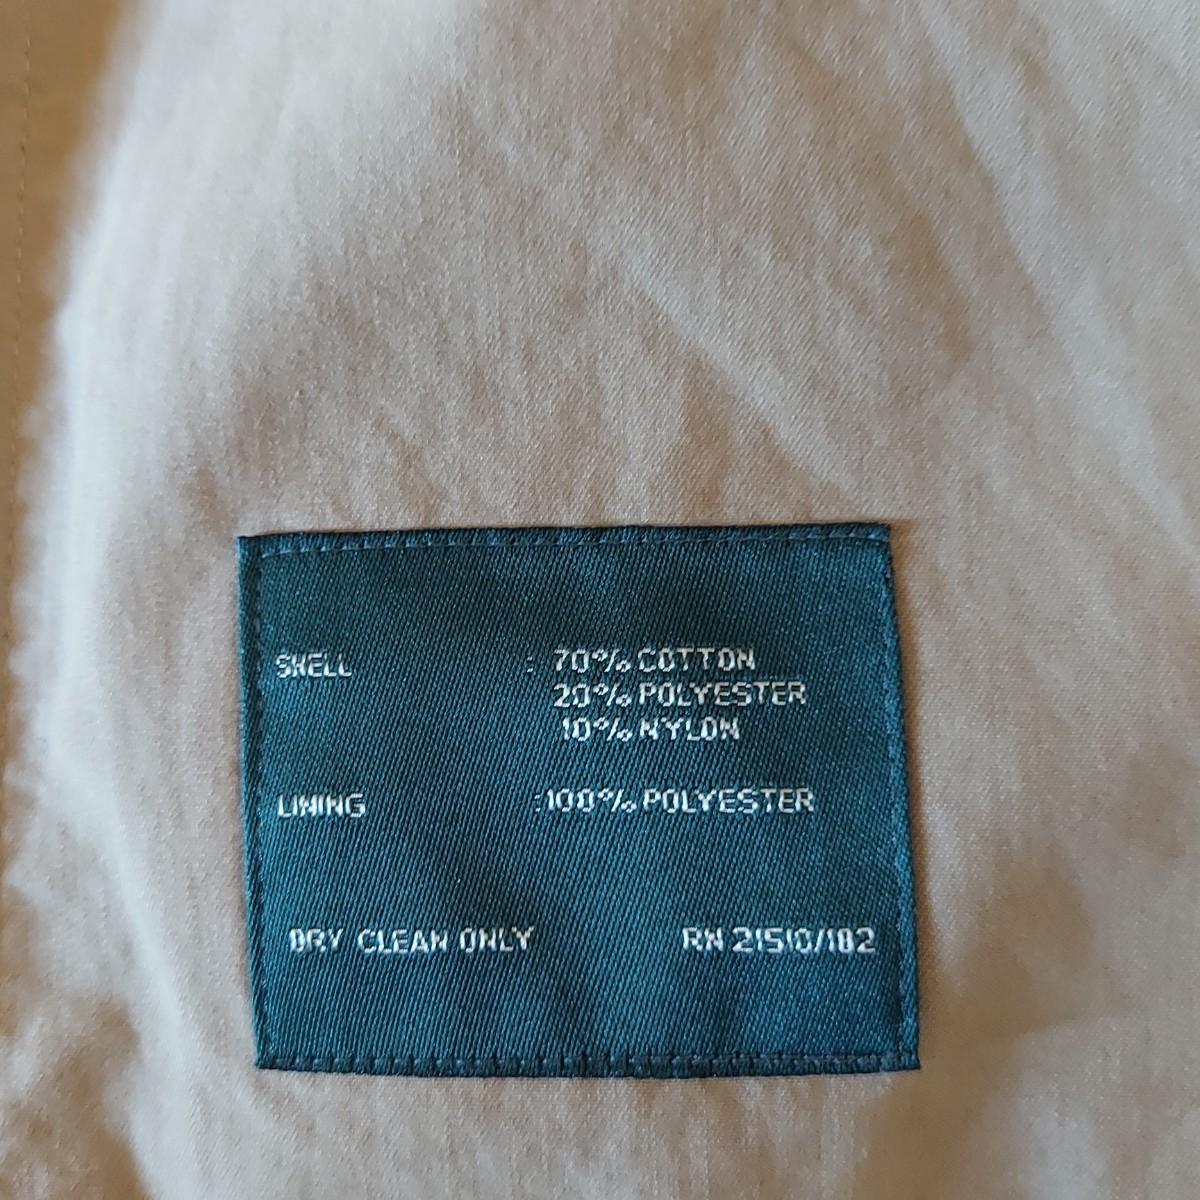 SHELL : 70% COTTON
20% POLYESTER
10% NYLON
LINING :100% POLYESTER
DRY CLEAN ONLY RN 21510/182